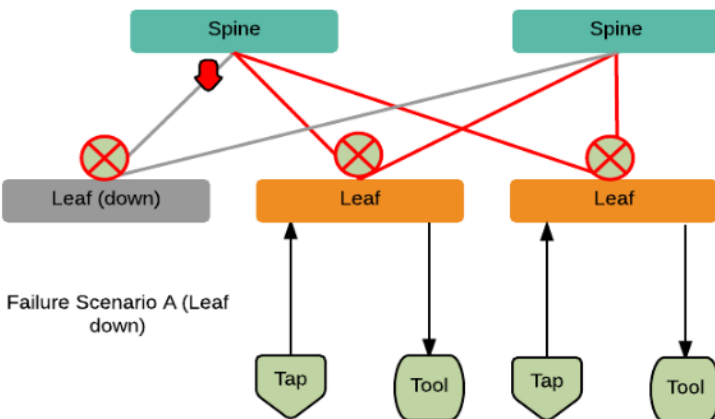 Spine
Spine
Leaf (down)
Leaf
Leaf
Failure Scenario A (Leaf
down)
Tap
Tool
Tap
Tool